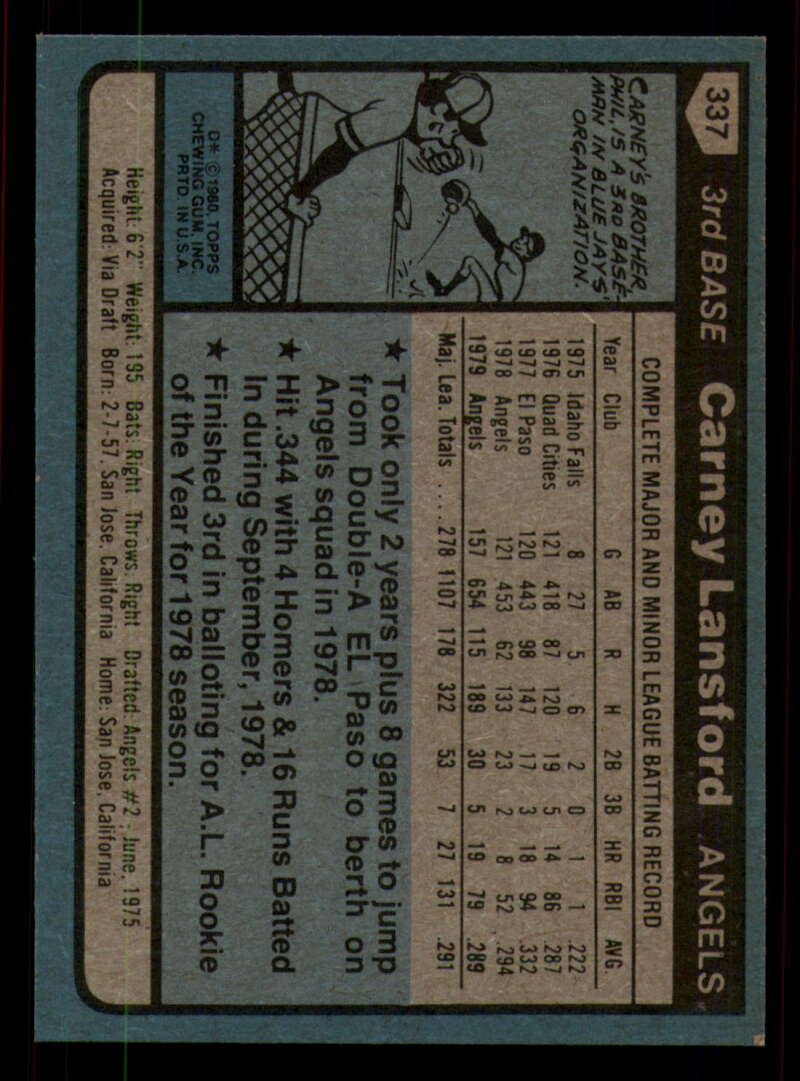 337 3rd BASE Carney Lansford ANGELS
CARNEY'S BROTHER,
PHIL, IS A 3RD BASE-
MAN IN BLUE JAYS'
ORGANIZATION.
D* © 1980 TOPPS
CHEWING GUM, INC.
PRTD. IN U.S.A.
COMPLETE MAJOR AND MINOR LEAGUE BATTING RECORD
Year Club G AB R H 2B 3B HR RBI AVG.
1975 Idaho Falls 8 27 5 6 2 0 1 1 .222
1976 Quad Cities 121 418 87 120 19 5 14 86 .287
1977 El Paso 120 443 98 147 17 3 18 94 .332
1978 Angels 121 453 62 133 23 2 8 52 .294
1979 Angels 157 654 115 189 30 5 19 79 .289
Maj. Lea. Totals .... 278 1107 178 322 53 7 27 131 .291
★ Took only 2 years plus 8 games to jump
from Double-A EL Paso to berth on
Angels squad in 1978.
★ Hit .344 with 4 Homers & 16 Runs Batted
In during September, 1978.
★ Finished 3rd in balloting for A.L. Rookie
of the Year for 1978 season.
Height: 6'2" Weight: 195 Bats: Right Throws: Right Drafted: Angels #2 - June, 1975
Acquired: Via Draft Born: 2-7-57, San Jose, California Home: San Jose, California